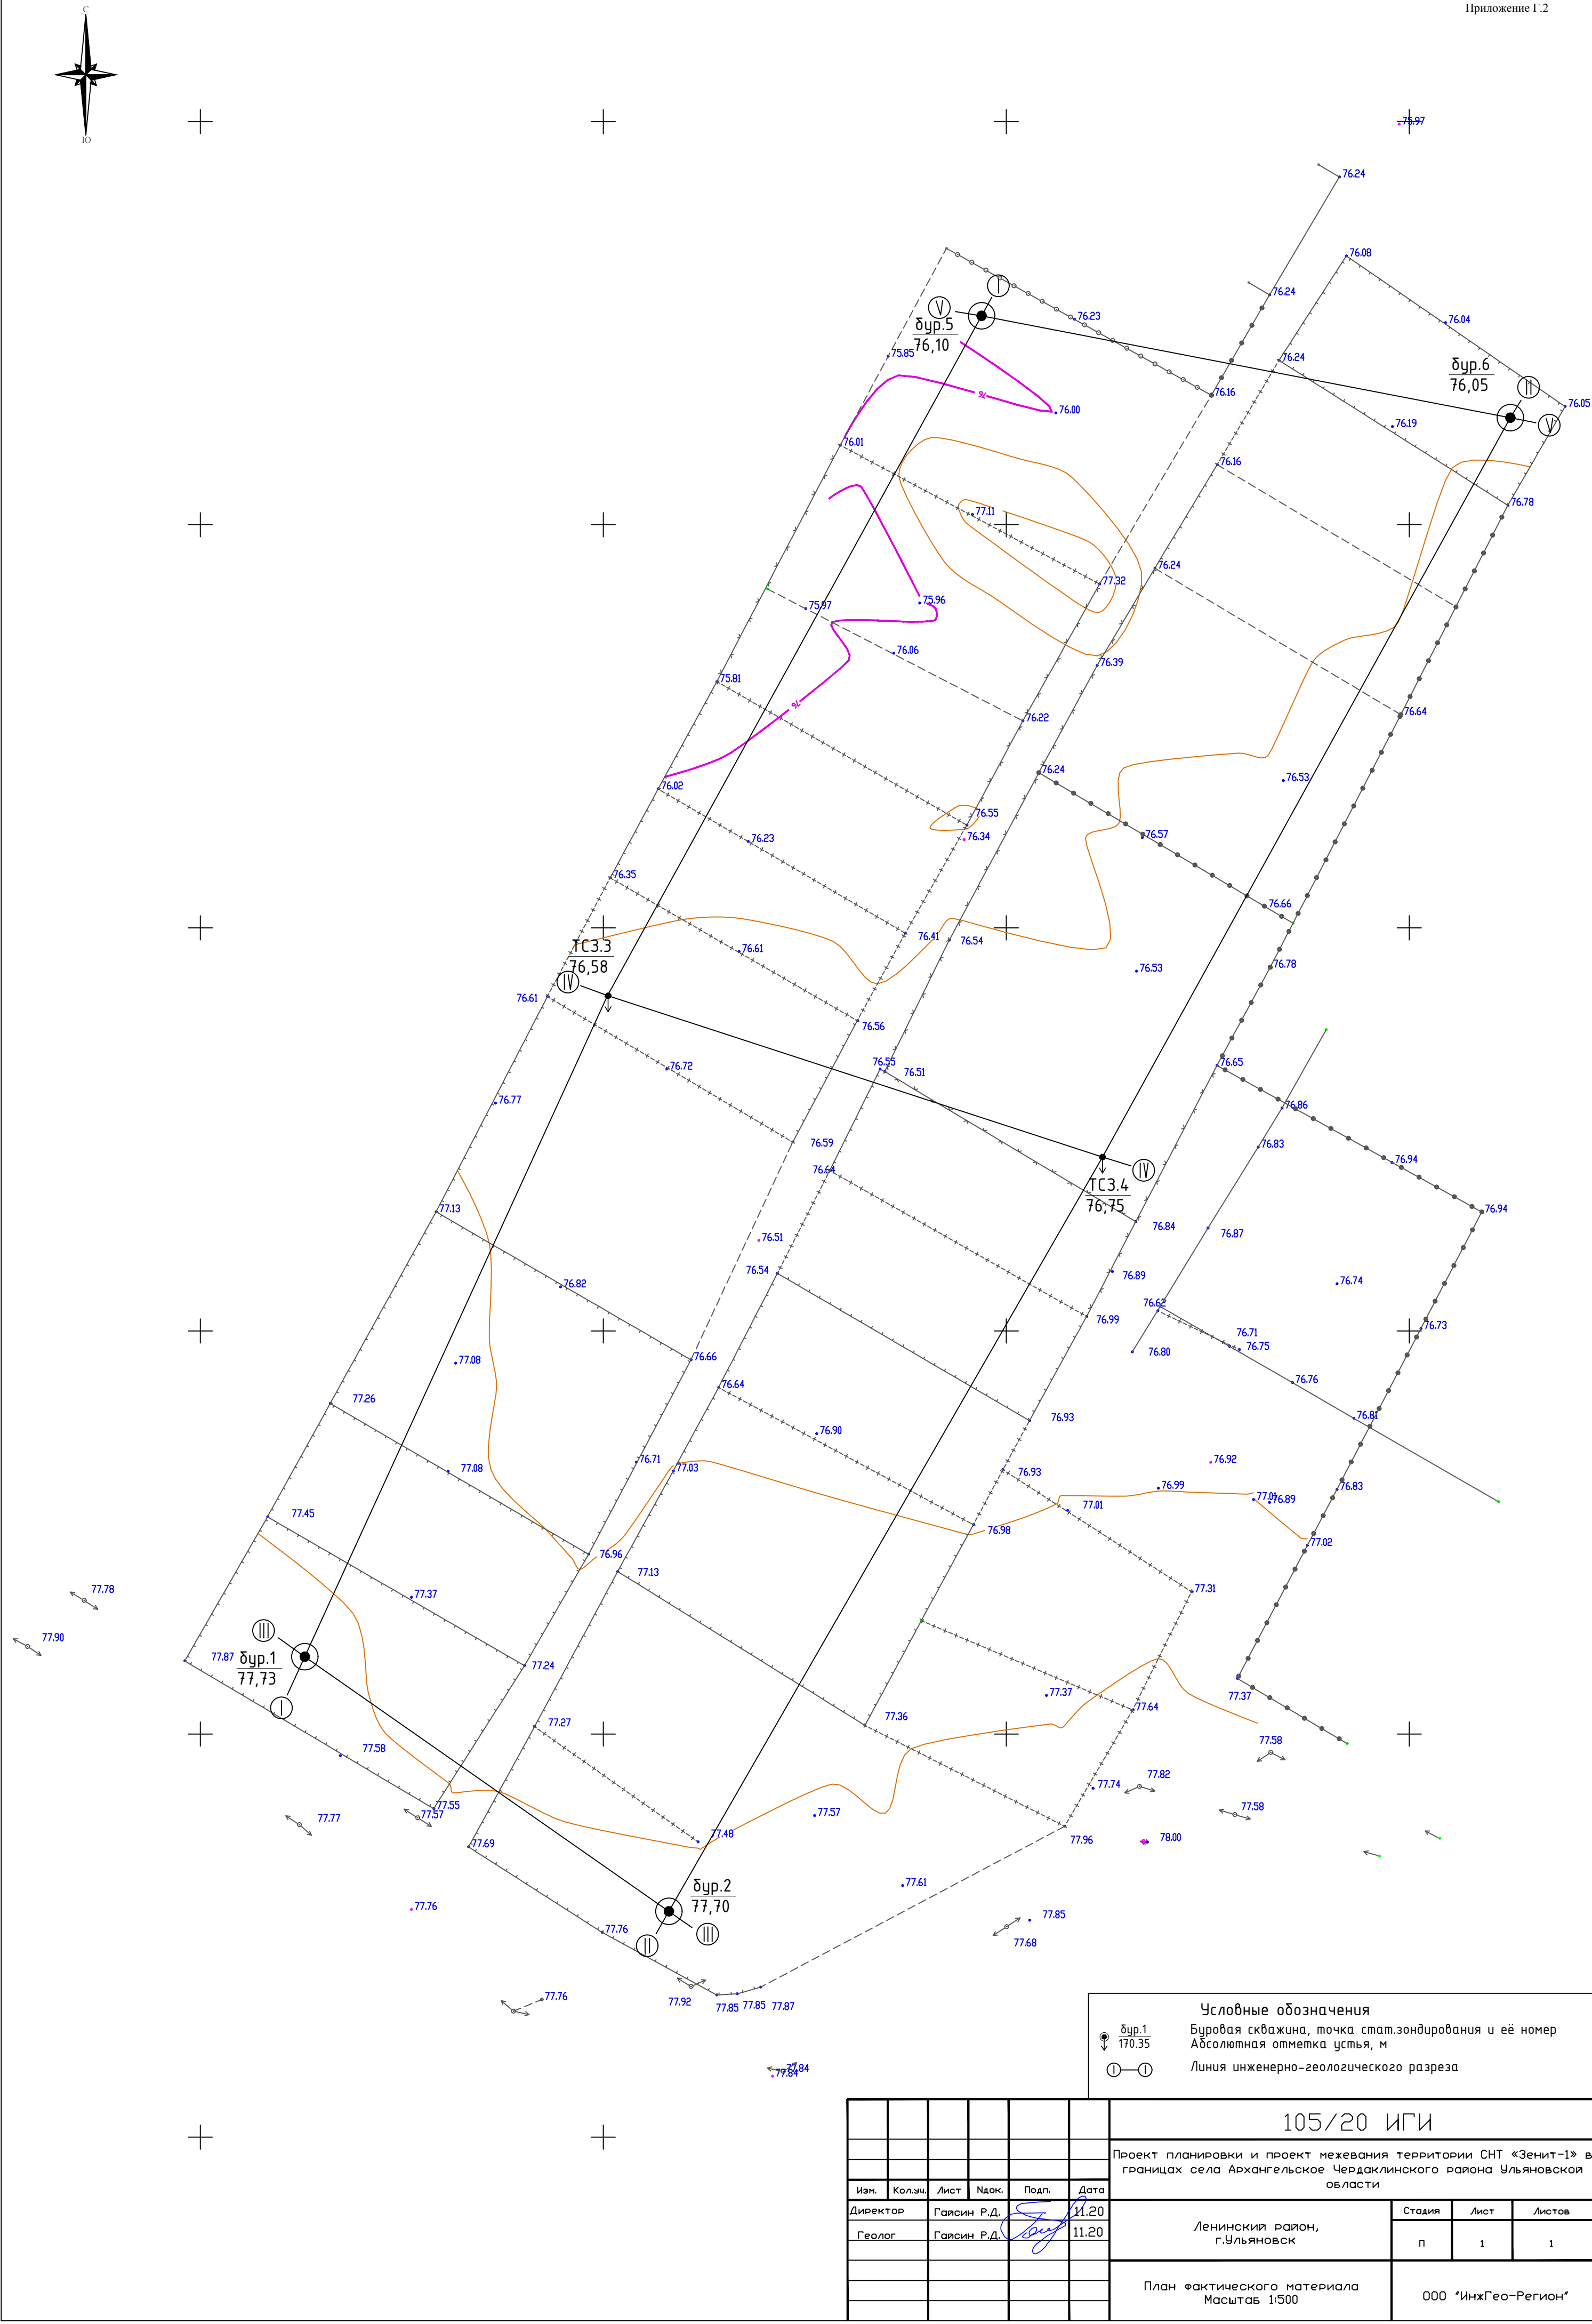 Приложение Г.2
С
Ю
75.97
76.24
76.08
76.24
I
V
бур.5
76,10
76.23
76.04
75.85
76.24
бур.6
76,05
II
76.16
76
76.05
76.00
76.19
V
76.01
76.16
76.78
77.11
76.24
77.32
75.96
75.97
76.06
76.39
75.81
76.22
76.64
76
76.24
76.53
76.02
76.55
76.34
76.57
76.23
76.35
76.66
76.41
76.54
ТСЗ.3
76,58
76.61
76.53
76.78
IV
76.61
76.56
76.55
76.51
76.65
76.72
76.77
76.86
76.59
76.83
76.94
76.64
IV
ТСЗ.4
76,75
77.13
76.84
76.87
76.94
76.51
76.54
76.89
76.74
76.82
76.62
76.99
76.71
76.73
76.75
76.80
77.08
76.66
76.64
76.76
77.26
76.93
76.81
76.90
76.71
76.92
77.03
76.93
77.08
76.99
76.83
77.01
76.89
77.01
77.45
76.98
77.02
76.96
77.13
77.78
77.37
77.31
77.90
III
77.87
бур.1
77,73
77.24
I
77.37
77.37
77.64
77.27
77.36
77.58
77.58
77.82
77.74
77.55
77.57
77.77
77.57
77.58
77.48
77.69
77.96
78.00
бур.2
77,70
77.61
77.76
77.76
III
II
77.85
77.68
77.76
77.92
77.85
77.85
77.87
77.84
77.84
Условные обозначения
бур.1
170.35
Буровая скважина, точка стат.зондирования и её номер
Абсолютная отметка устья, м
I
I
Линия инженерно-геологического разреза
105/20 ИГИ
Проект планировки и проект межевания территории СНТ «Зенит-1» в
границах села Архангельское Чердаклинского района Ульяновской
области
Изм.
Кол.уч.
Лист
Nдок.
Подп.
Дата
Директор
Гайсин Р.Д.
11.20
Геолог
Гайсин Р.Д.
11.20
Ленинский район,
г.Ульяновск
Стадия
Лист
Листов
П
1
1
План фактического материала
Масштаб 1:500
ООО "ИнжГео-Регион"